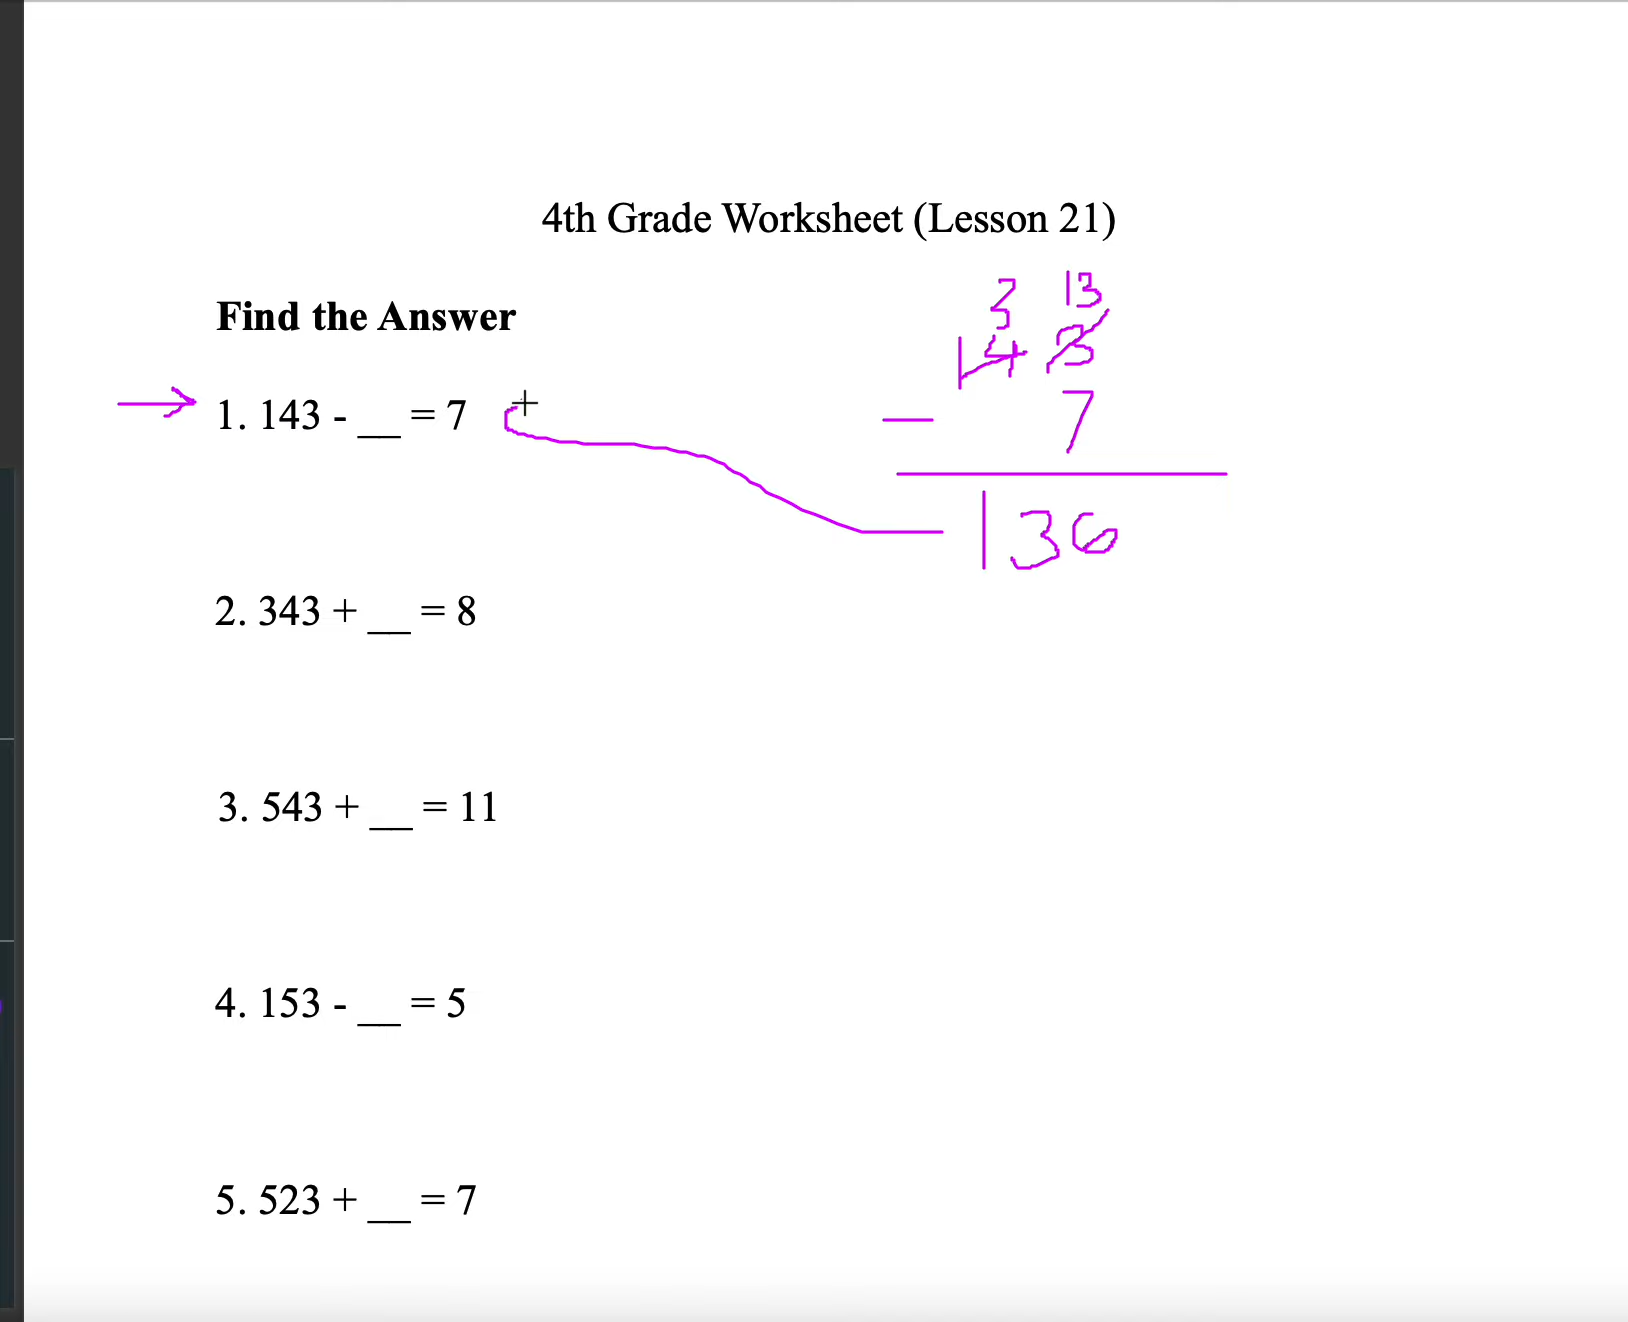 4th Grade Worksheet (Lesson 21)
Find the Answer
3 13
143
1. 143 - __ = 7
- 7
136
2. 343 + __ = 8
3. 543 + __ = 11
4. 153 - __ = 5
5. 523 + __ = 7